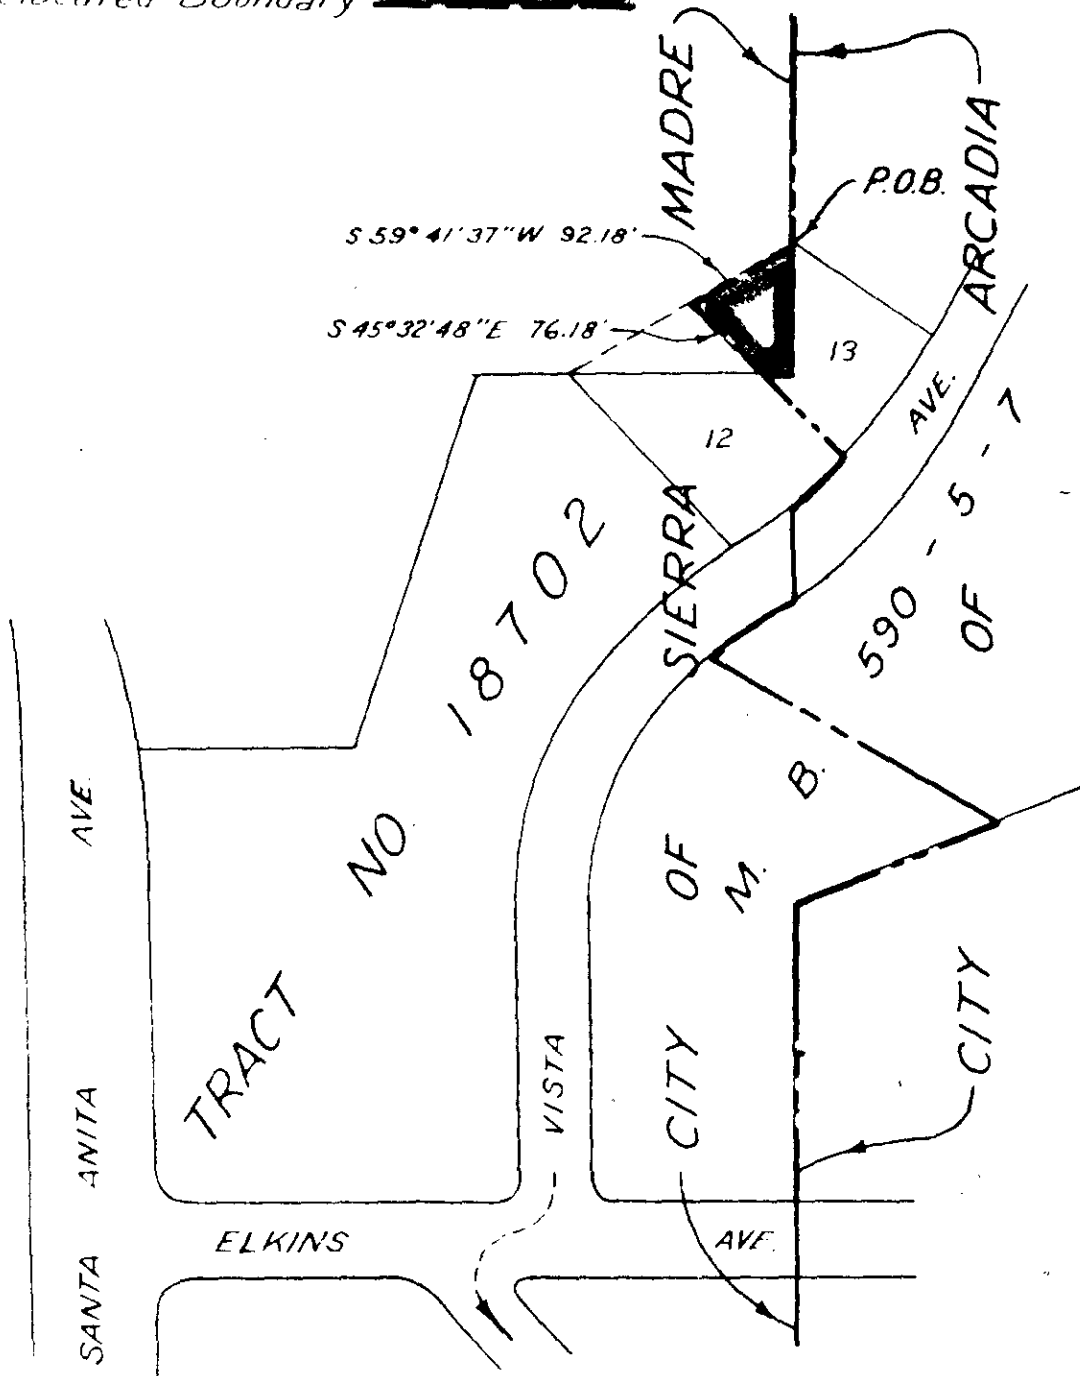 Boundary
MADRE
ARCADIA
P.O.B.
S 59° 41' 37" W 92.18'
S 45° 32' 48" E 76.18'
13
12
AVE.
SIERRA
TRACT NO 18702
M. B. 590 - 5 - 7
OF
OF
CITY
CITY
VISTA
SANTA ANITA AVE.
ELKINS AVE.